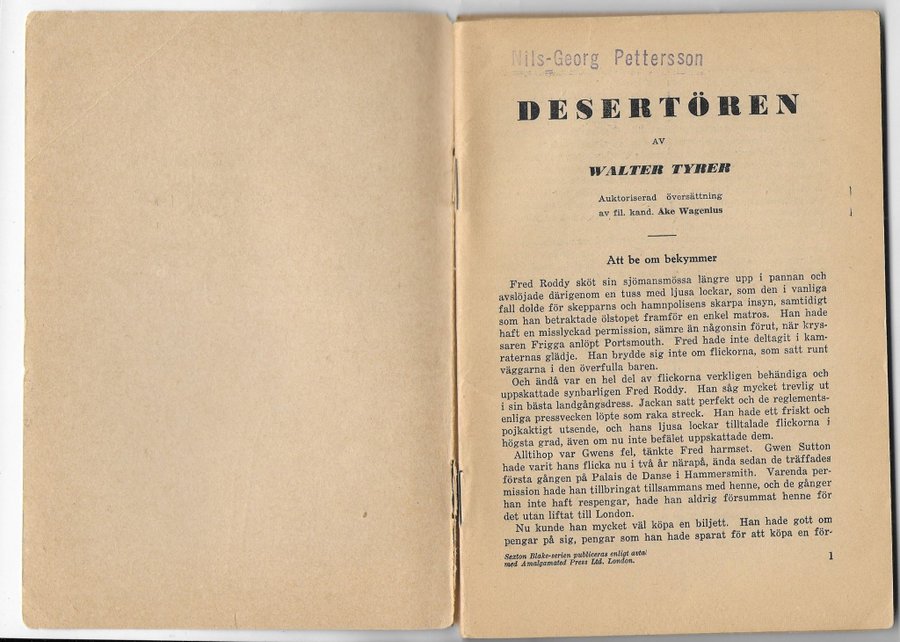 Nils-Georg Pettersson
DESERTÖREN
AV
WALTER TYRER
Auktoriserad översättning
av fil. kand. Åke Wagenius
Att be om bekymmer
Fred Roddy sköt sin sjömansmössa längre upp i pannan och
avslöjade därigenom en tuss med ljusa lockar, som den i vanliga
fall dolde för skepparns och hamnpolisens skarpa insyn, samtidigt
som han betraktade ölstopet framför en enkel matros. Han hade
haft en misslyckad permission, sämre än någonsin förut, när krys-
saren Frigga anlöpt Portsmouth. Fred hade inte deltagit i kam-
raternas glädje. Han brydde sig inte om flickorna, som satt runt
väggarna i den överfulla baren.
Och ändå var en hel del av flickorna verkligen behändiga och
uppskattade synbarligen Fred Roddy. Han såg mycket trevlig ut
i sin bästa landgångsdress. Jackan satt perfekt och de reglements-
enliga pressvecken löpte som raka streck. Han hade ett friskt och
pojkaktigt utseende, och hans ljusa lockar tilltalade flickorna i
högsta grad, även om nu inte befälet uppskattade dem.
Alltihop var Gwens fel, tänkte Fred harmset. Gwen Sutton
hade varit hans flicka nu i två år närapå, ända sedan de träffades
första gången på Palais de Danse i Hammersmith. Varenda per-
mission hade han tillbringat tillsammans med henne, och de gånger
han inte haft respengar, hade han aldrig försummat henne för
det utan liftat till London.
Nu kunde han mycket väl köpa en biljett. Han hade gott om
pengar på sig, pengar som han hade sparat för att köpa en för-
Sexton Blake-serien publiceras enligt avtal
med Amalgamated Press Ltd. London.
1